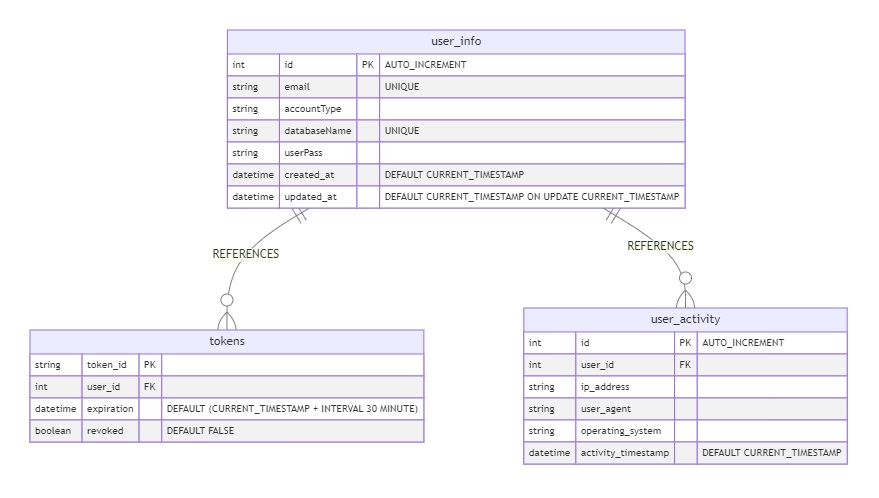 user_info
int id PK AUTO_INCREMENT
string email UNIQUE
string accountType
string databaseName UNIQUE
string userPass
datetime created_at DEFAULT CURRENT_TIMESTAMP
datetime updated_at DEFAULT CURRENT_TIMESTAMP ON UPDATE CURRENT_TIMESTAMP
REFERENCES
REFERENCES
tokens
string token_id PK
int user_id FK
datetime expiration DEFAULT (CURRENT_TIMESTAMP + INTERVAL 30 MINUTE)
boolean revoked DEFAULT FALSE
user_activity
int id PK AUTO_INCREMENT
int user_id FK
string ip_address
string user_agent
string operating_system
datetime activity_timestamp DEFAULT CURRENT_TIMESTAMP